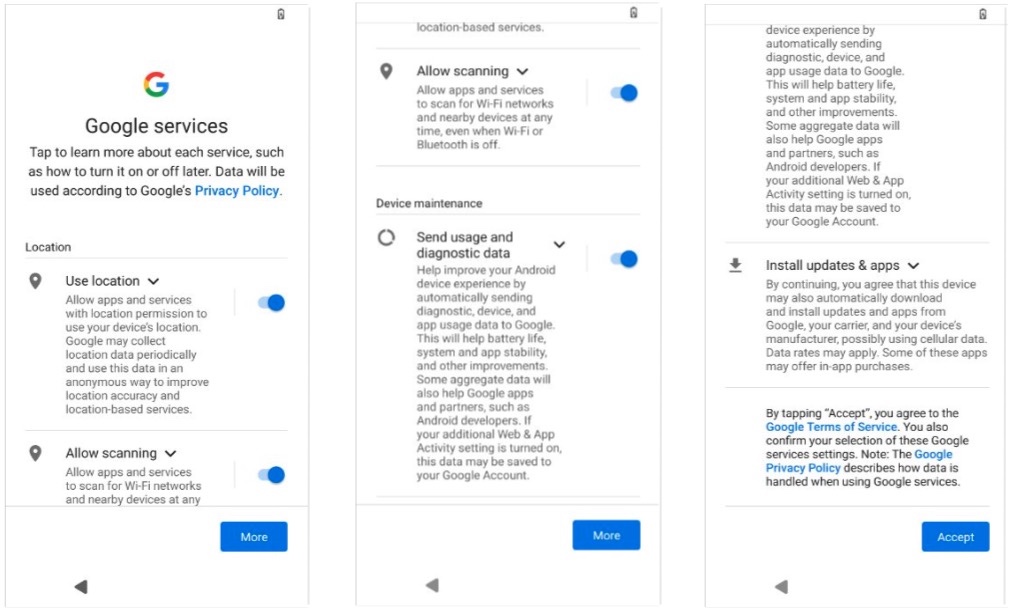 Google services
Tap to learn more about each service, such
as how to turn it on or off later. Data will be
used according to Google's Privacy Policy.
Location
Use location
Allow apps and services
with location permission to
use your device's location.
Google may collect
location data periodically
and use this data in an
anonymous way to improve
location accuracy and
location-based services.
Allow scanning
Allow apps and services
to scan for Wi-Fi networks
and nearby devices at any
More
location-based services.
Allow scanning
Allow apps and services
to scan for Wi-Fi networks
and nearby devices at any
time, even when Wi-Fi or
Bluetooth is off.
Device maintenance
Send usage and
diagnostic data
Help improve your Android
device experience by
automatically sending
diagnostic, device, and
app usage data to Google.
This will help battery life,
system and app stability,
and other improvements.
Some aggregate data will
also help Google apps
and partners, such as
Android developers. If
your additional Web & App
Activity setting is turned on,
this data may be saved to
your Google Account.
More
device experience by
automatically sending
diagnostic, device, and
app usage data to Google.
This will help battery life,
system and app stability,
and other improvements.
Some aggregate data will
also help Google apps
and partners, such as
Android developers. If
your additional Web & App
Activity setting is turned on,
this data may be saved to
your Google Account.
Install updates & apps
By continuing, you agree that this device
may also automatically download
and install updates and apps from
Google, your carrier, and your device's
manufacturer, possibly using cellular data.
Data rates may apply. Some of these apps
may offer in-app purchases.
By tapping “Accept”, you agree to the
Google Terms of Service. You also
confirm your selection of these Google
services settings. Note: The Google
Privacy Policy describes how data is
handled when using Google services.
Accept